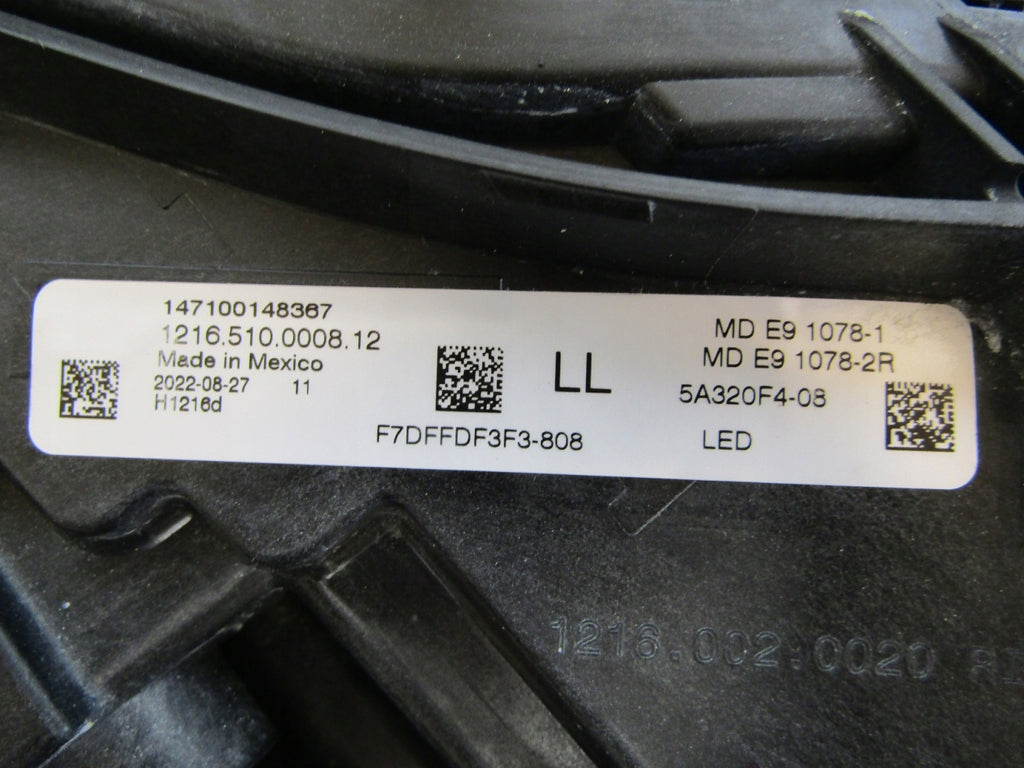 147100148367
1216.510.0008.12
Made in Mexico
2022-08-27 11
H1216d
LL
F7DFFDF3F3-808
MD E9 1078-1
MD E9 1078-2R
5A320F4-08
LED
1216.002.0020